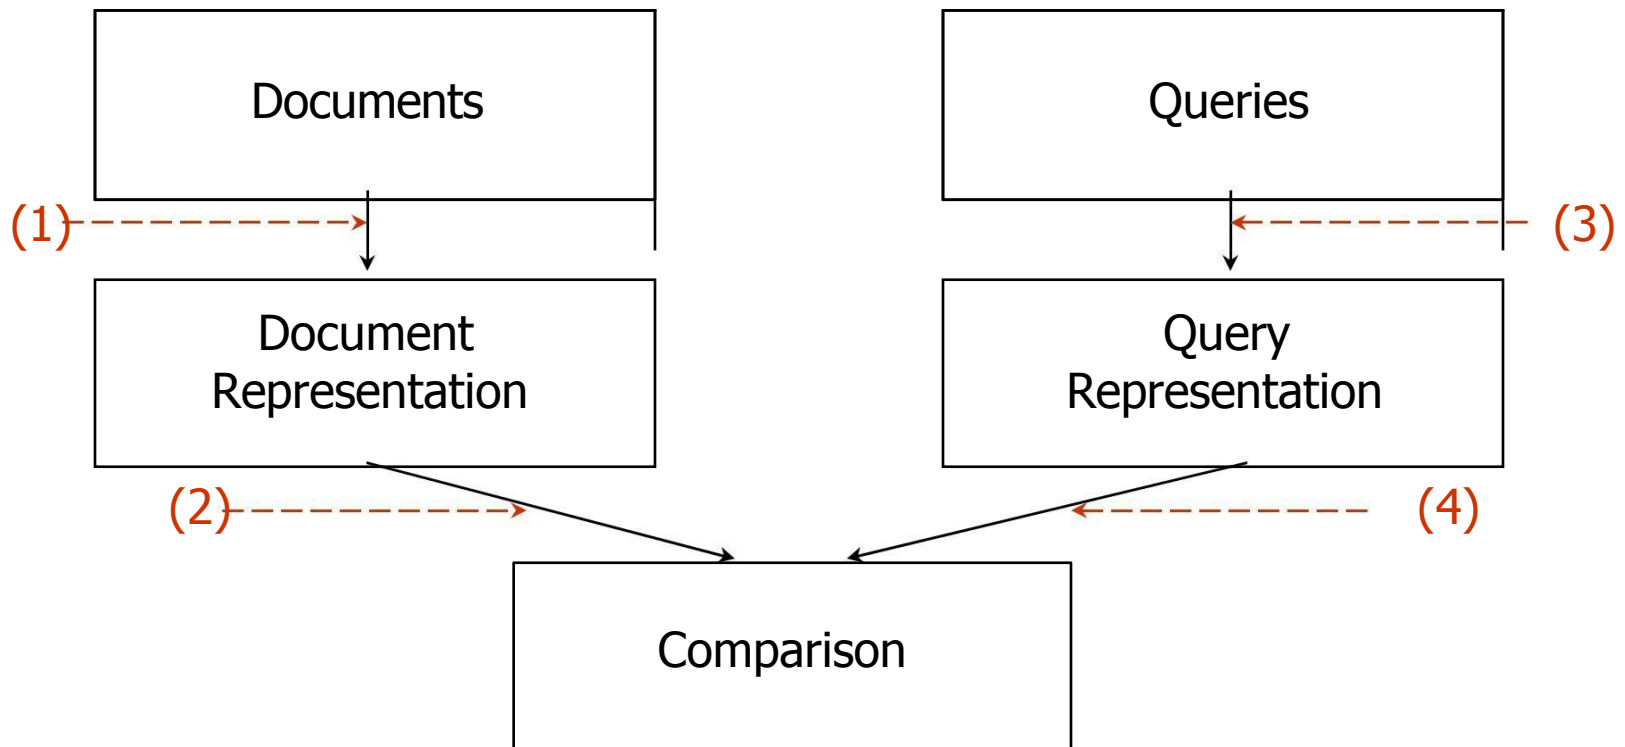 Documents
Queries
(1)
(3)
Document
Representation
Query
Representation
(2)
(4)
Comparison